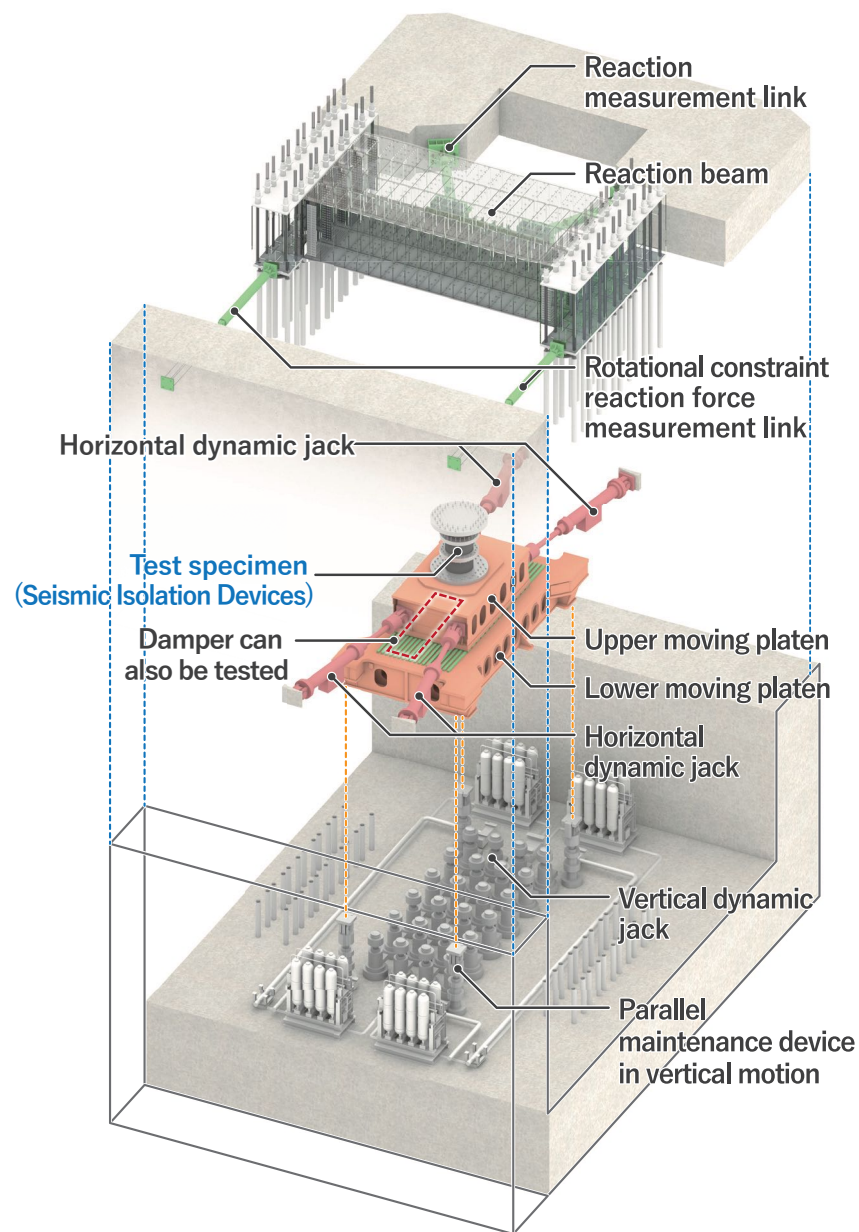 Reaction
measurement link
Reaction beam
Rotational constraint
reaction force
measurement link
Horizontal dynamic jack
Test specimen
(Seismic Isolation Devices)
Damper can
also be tested
Upper moving platen
Lower moving platen
Horizontal
dynamic jack
Vertical dynamic
jack
Parallel
maintenance device
in vertical motion